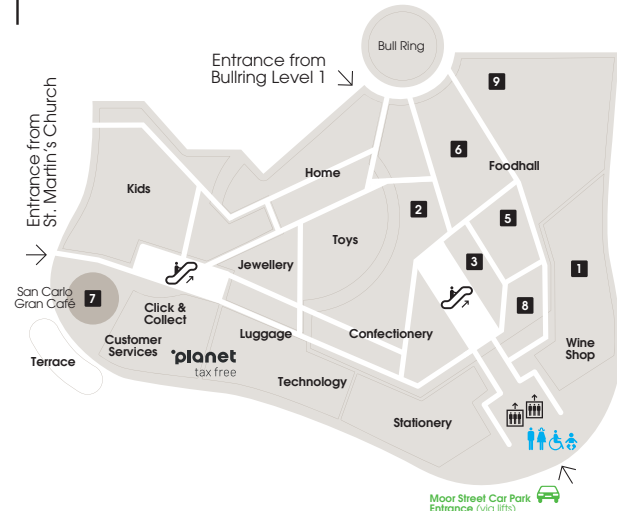 Bull Ring
Entrance from
Bullring Level 1
9
Entrance from
St. Martin's Church
6
Foodhall
Home
Kids
2
5
Toys
3
1
Jewellery
San Carlo
Gran Café
7
8
Click &
Collect
Customer
Services
Luggage
Confectionery
Wine
Shop
Terrace
planet
tax free
Technology
Stationery
Moor Street Car Park
Entrance (via lifts)